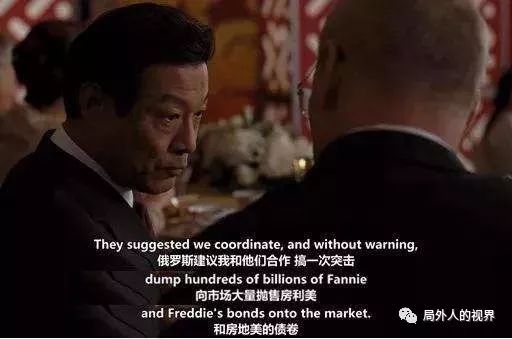 They suggested we coordinate, and without warning,
俄罗斯建议我和他们合作 搞一次突击
dump hundreds of billions of Fannie
向市场大量抛售房利美
and Freddie's bonds onto the market.
和房地美的债卷
局外人的视界